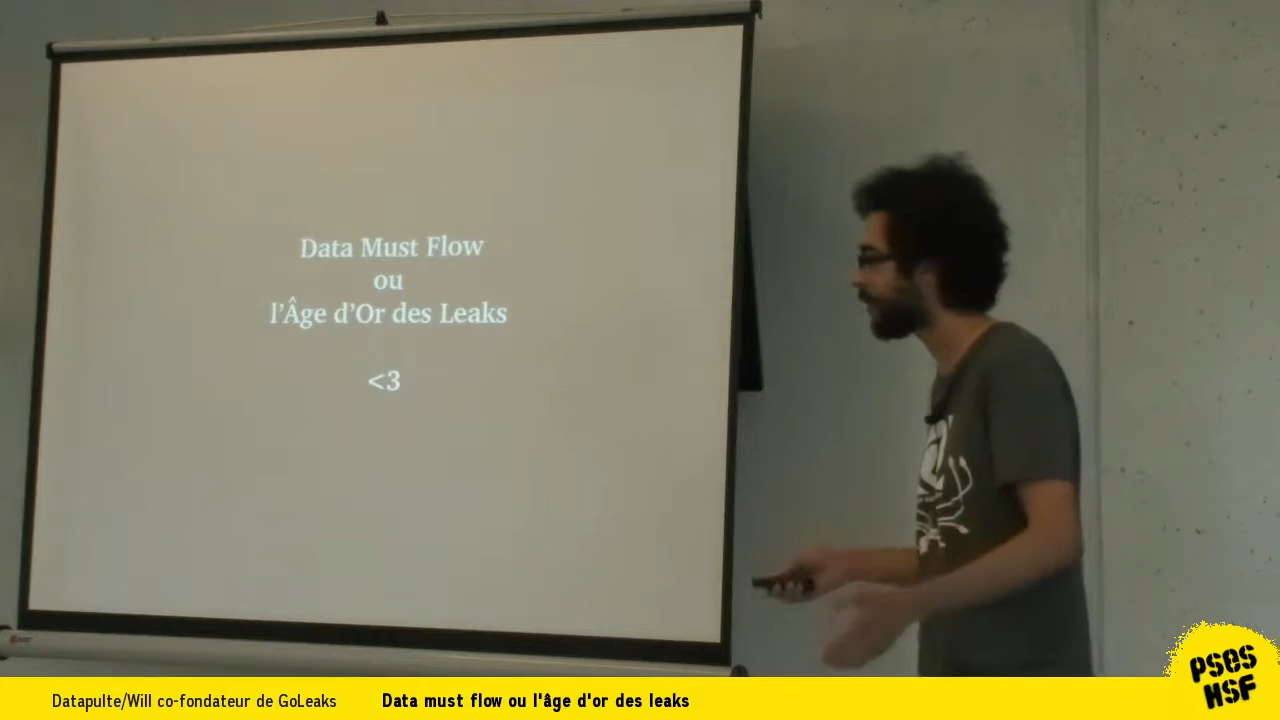 Data Must Flow
ou
l'Âge d'Or des Leaks
<3
Datapulte/Will co-fondateur de GoLeaks
Data must flow ou l'âge d'or des leaks
PSES
HSF